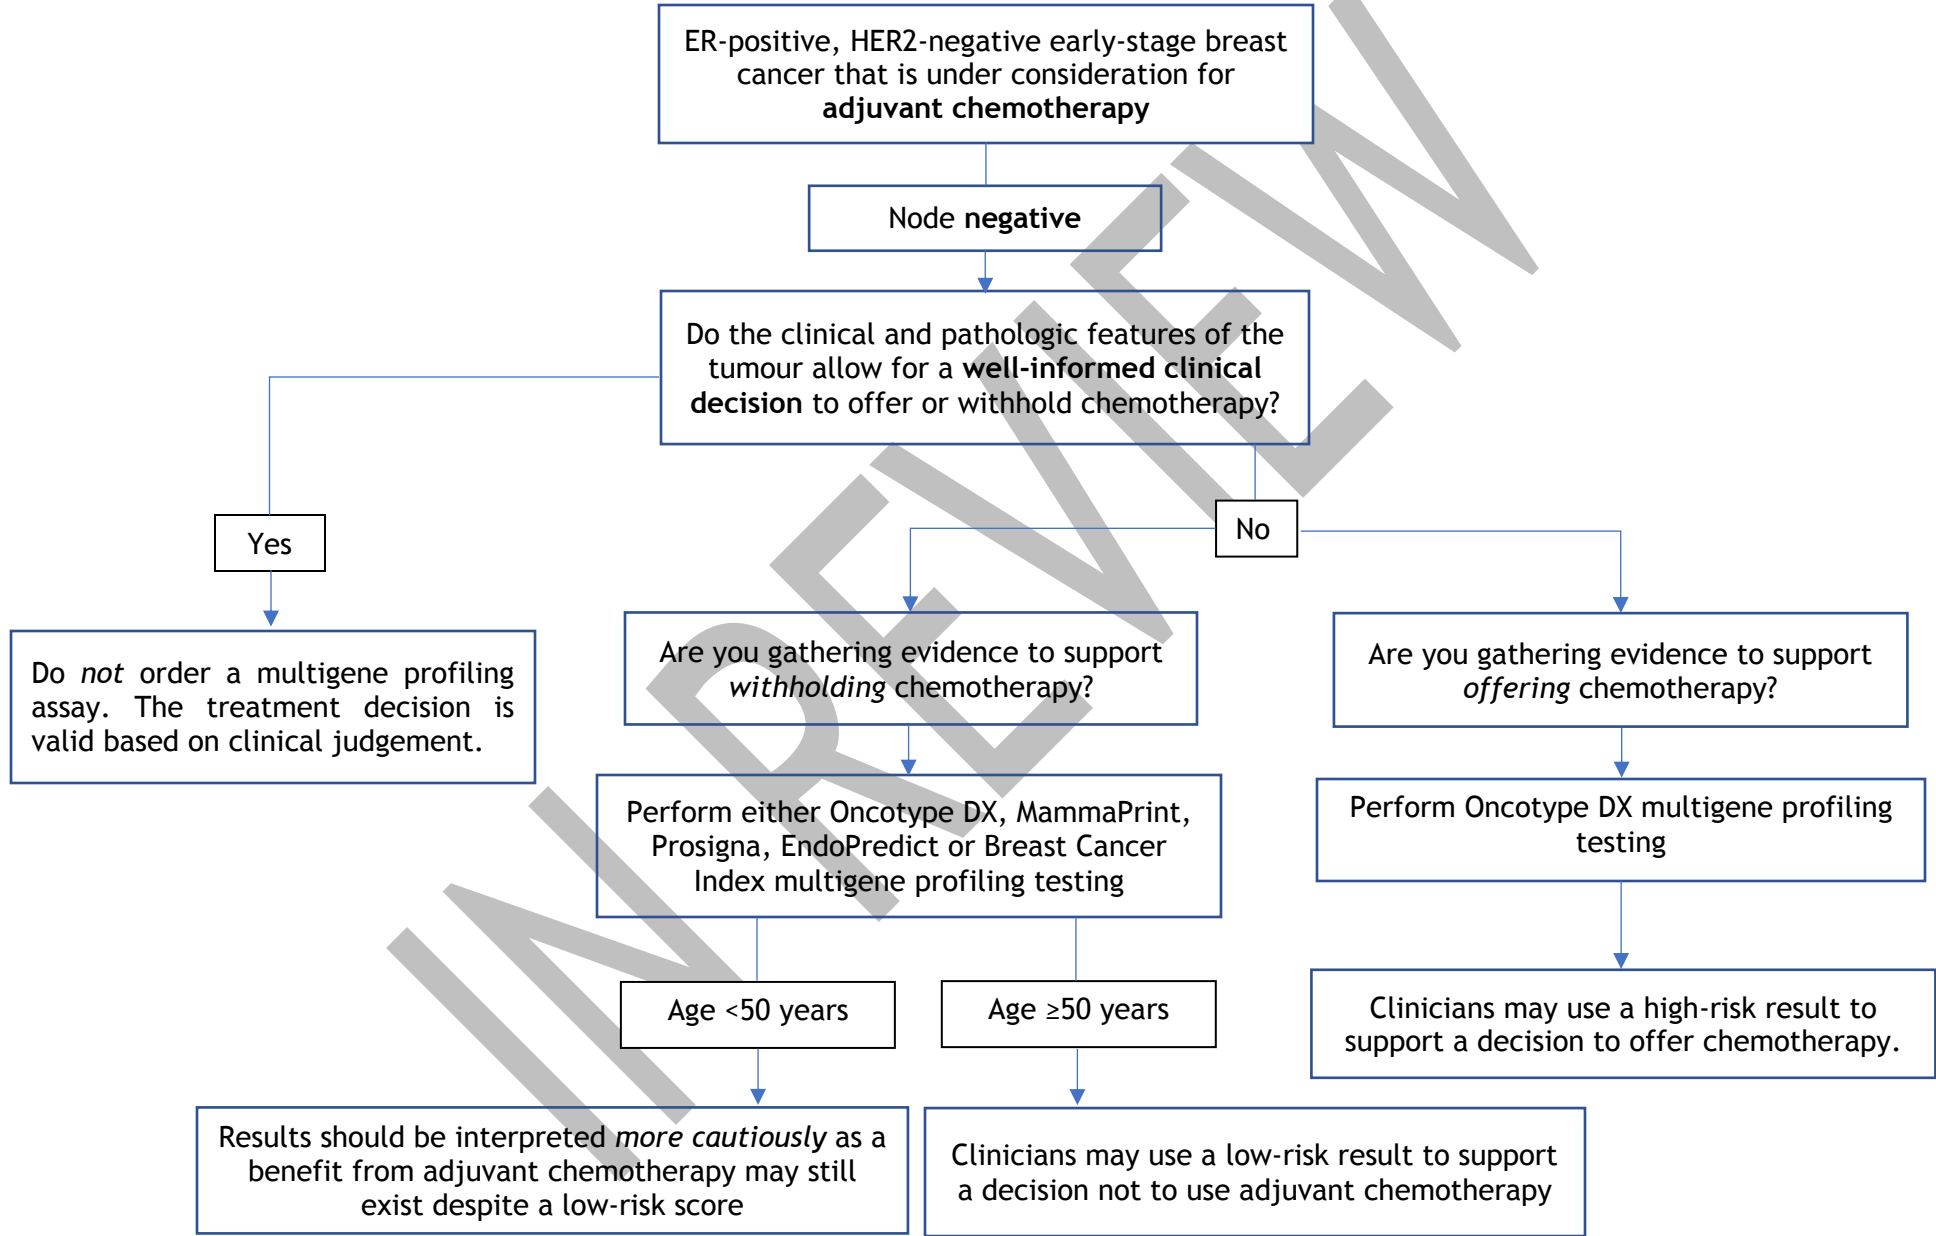 ER-positive, HER2-negative early-stage breast
cancer that is under consideration for
adjuvant chemotherapy
Node negative
Do the clinical and pathologic features of the
tumour allow for a well-informed clinical
decision to offer or withhold chemotherapy?
Yes
No
Do not order a multigene profiling
assay. The treatment decision is
valid based on clinical judgement.
Are you gathering evidence to support
withholding chemotherapy?
Are you gathering evidence to support
offering chemotherapy?
Perform either Oncotype DX, MammaPrint,
Prosigna, EndoPredict or Breast Cancer
Index multigene profiling testing
Perform Oncotype DX multigene profiling
testing
Age <50 years
Age ≥50 years
Clinicians may use a high-risk result to
support a decision to offer chemotherapy.
Results should be interpreted more cautiously as a
benefit from adjuvant chemotherapy may still
exist despite a low-risk score
Clinicians may use a low-risk result to support
a decision not to use adjuvant chemotherapy
IN REVIEW